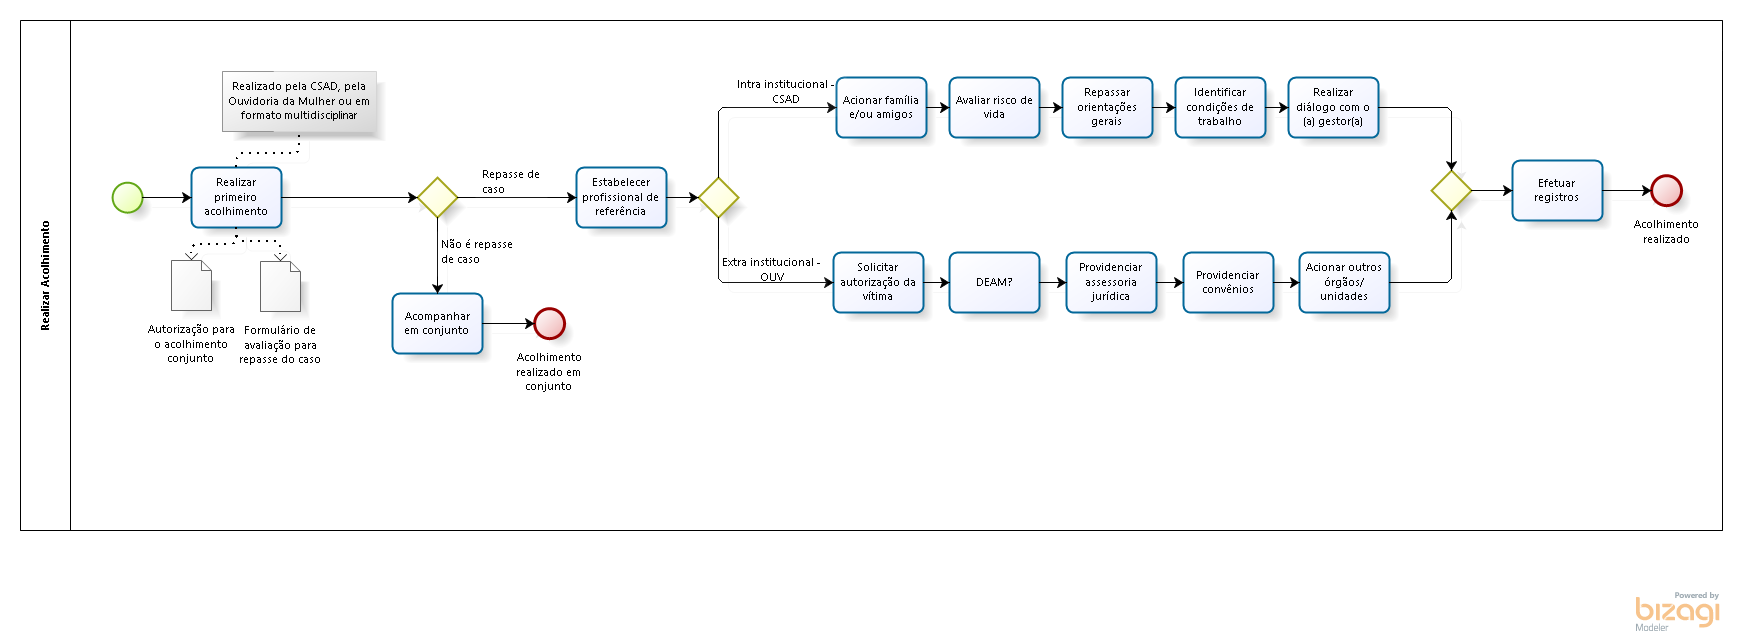 Realizar Acolhimento
Realizado pela CSAD, pela
Ouvidoria da Mulher ou em
formato multidisciplinar
Realizar
primeiro
acolhimento
Autorização para
o acolhimento
conjunto
Formulário de
avaliação para
repasse do caso
Repasse de
caso
Não é repasse
de caso
Acompanhar
em conjunto
Acolhimento
realizado em
conjunto
Estabelecer
profissional de
referência
Intra institucional -
CSAD
Acionar família
e/ou amigos
Avaliar risco de
vida
Repassar
orientações
gerais
Identificar
condições de
trabalho
Realizar
diálogo com o
(a) gestor(a)
Extra institucional -
OUV
Solicitar
autorização da
vítima
DEAM?
Providenciar
assessoria
jurídica
Providenciar
convênios
Acionar outros
órgãos/
unidades
Efetuar
registros
Acolhimento
realizado
Powered by
bizagi
Modeler